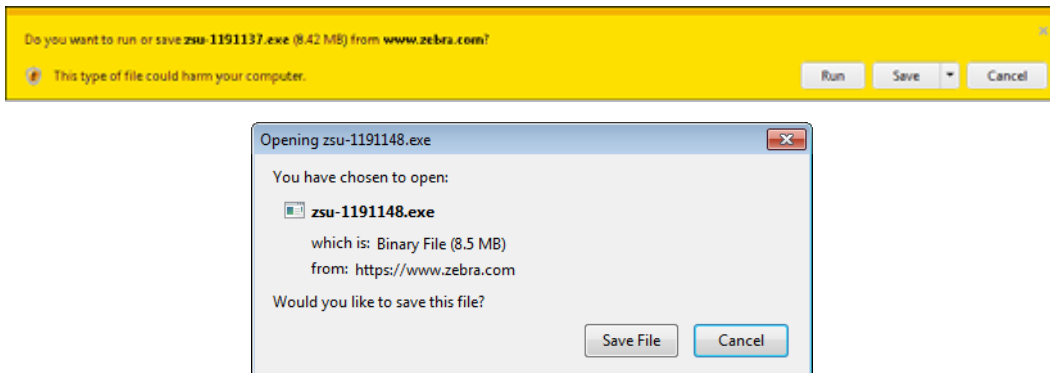 Do you want to run or save zsu-1191137.exe (8.42 MB) from www.zebra.com?
This type of file could harm your computer.
Run
Save
Cancel
Opening zsu-1191148.exe
You have chosen to open:
zsu-1191148.exe
which is: Binary File (8.5 MB)
from: https://www.zebra.com
Would you like to save this file?
Save File
Cancel